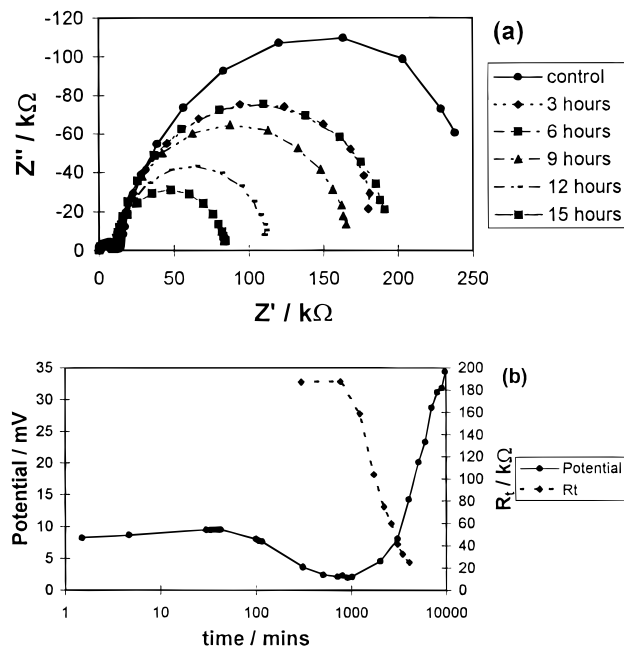 (a)
-120
-100
-80
-60
-40
-20
0
Z'' / kΩ
0 50 100 150 200 250
Z' / kΩ
control
3 hours
6 hours
9 hours
12 hours
15 hours
(b)
35
30
25
20
15
10
5
0
Potential / mV
200
180
160
140
120
100
80
60
40
20
0
Rt / kΩ
1 10 100 1000 10000
time / mins
Potential
Rt